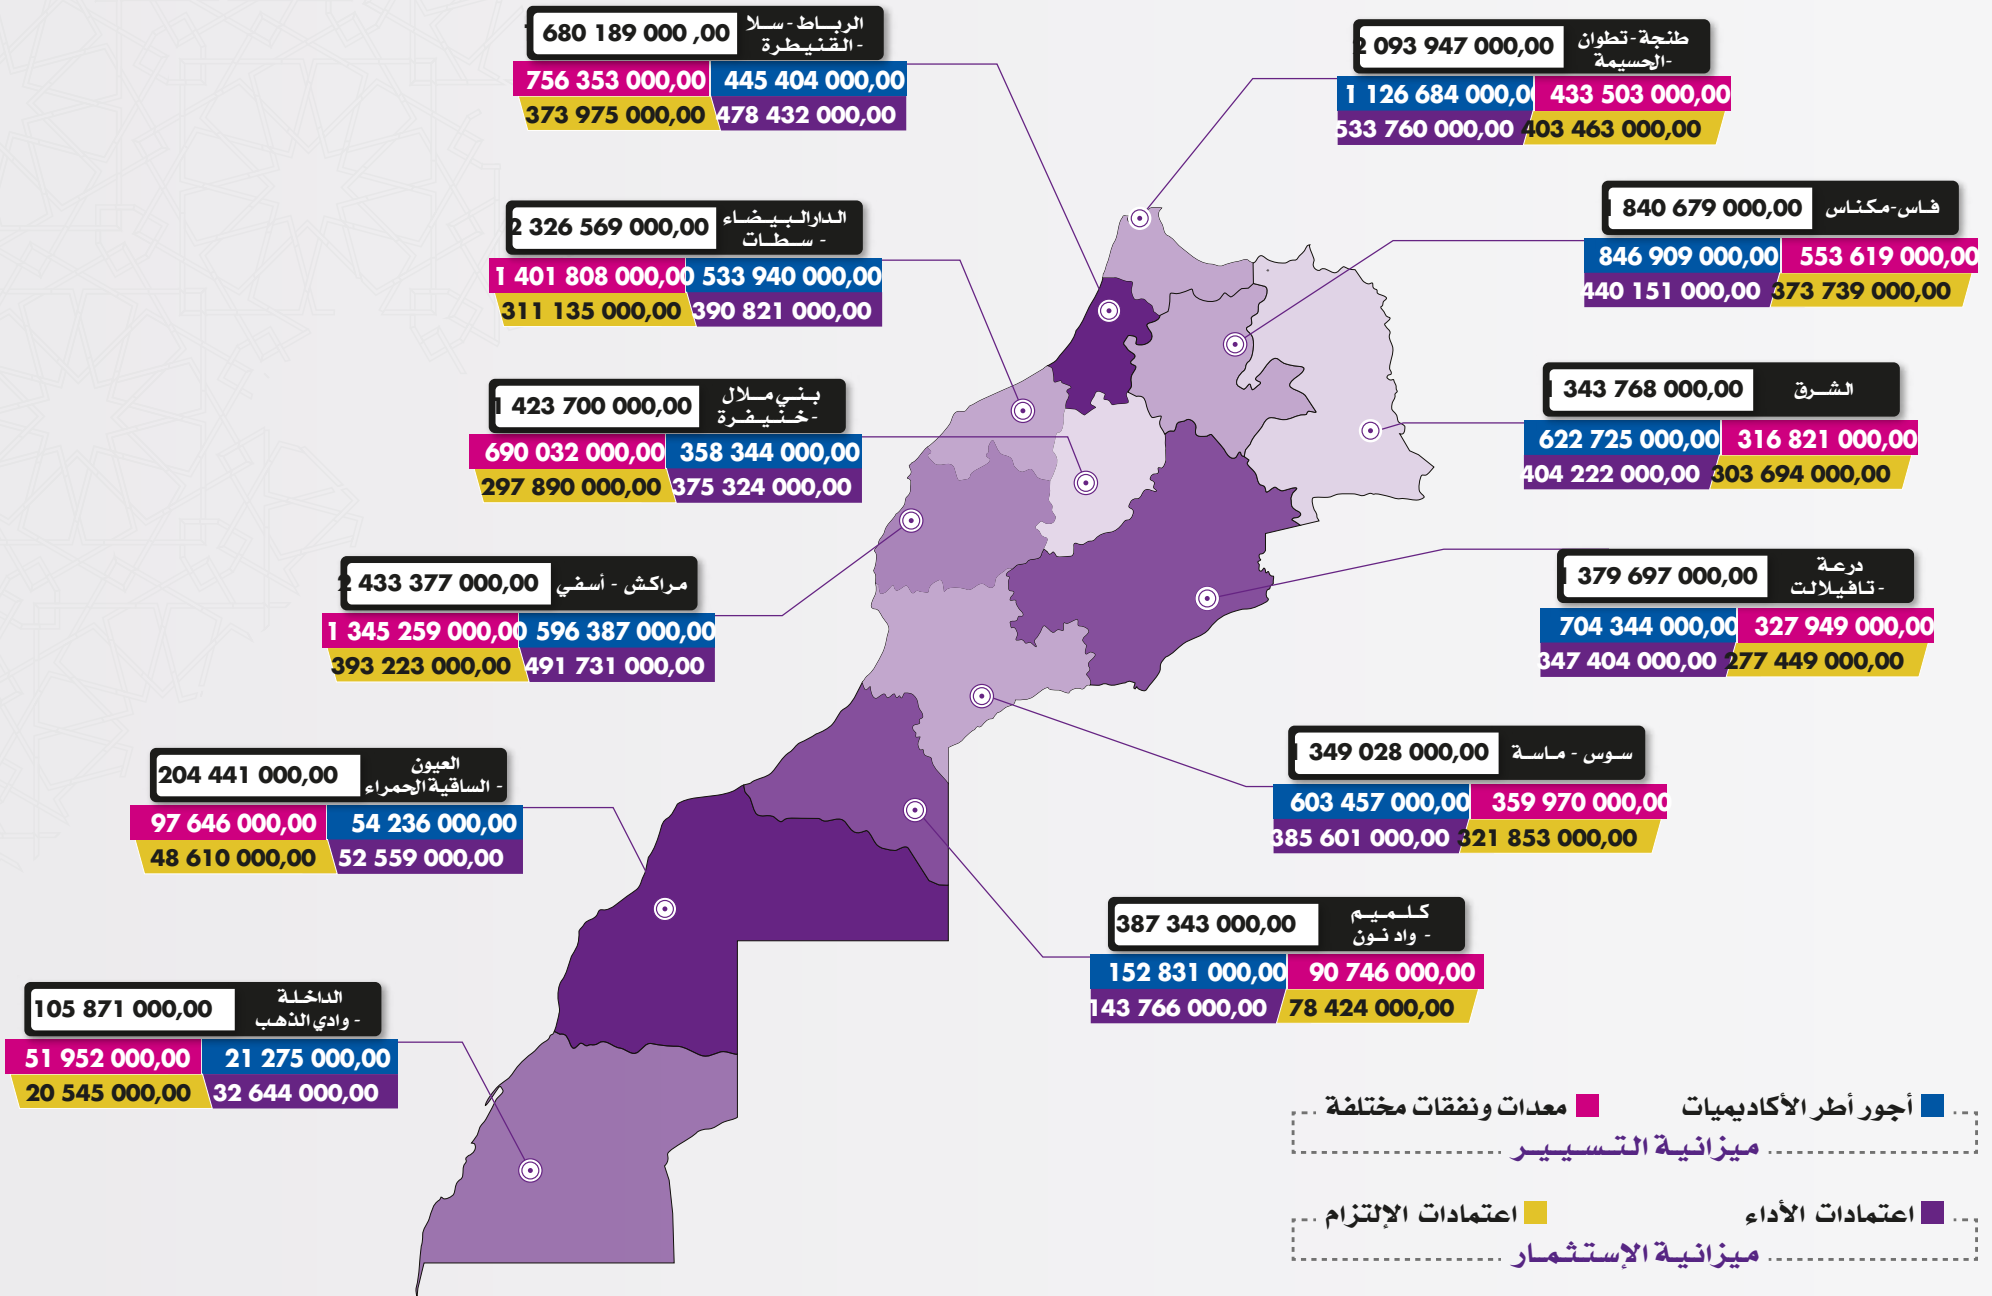 الرباط - سلا
- القنيطرة
680 189 000 ,00
756 353 000,00 445 404 000,00
373 975 000,00 478 432 000,00
طنجة - تطوان
- الحسيمة
2 093 947 000,00
1 126 684 000,00 433 503 000,00
533 760 000,00 403 463 000,00
الدار البيضاء
- سطات
2 326 569 000,00
1 401 808 000,00 533 940 000,00
311 135 000,00 390 821 000,00
فاس-مكناس
1 840 679 000,00
846 909 000,00 553 619 000,00
440 151 000,00 373 739 000,00
بني ملال
- خنيفرة
1 423 700 000,00
690 032 000,00 358 344 000,00
297 890 000,00 375 324 000,00
الشرق
1 343 768 000,00
622 725 000,00 316 821 000,00
404 222 000,00 303 694 000,00
مراكش - أسفي
2 433 377 000,00
1 345 259 000,00 596 387 000,00
393 223 000,00 491 731 000,00
درعة
- تافيلالت
1 379 697 000,00
704 344 000,00 327 949 000,00
347 404 000,00 277 449 000,00
العيون
- الساقية الحمراء
204 441 000,00
97 646 000,00 54 236 000,00
48 610 000,00 52 559 000,00
سوس - ماسة
1 349 028 000,00
603 457 000,00 359 970 000,00
385 601 000,00 321 853 000,00
كلميم
- واد نون
387 343 000,00
152 831 000,00 90 746 000,00
143 766 000,00 78 424 000,00
الداخلة
- وادي الذهب
105 871 000,00
51 952 000,00 21 275 000,00
20 545 000,00 32 644 000,00
أجور أطر الأكاديميات معدات ونفقات مختلفة
ميزانية التسيير
اعتمادات الأداء اعتمادات الإلتزام
ميزانية الإستثمار